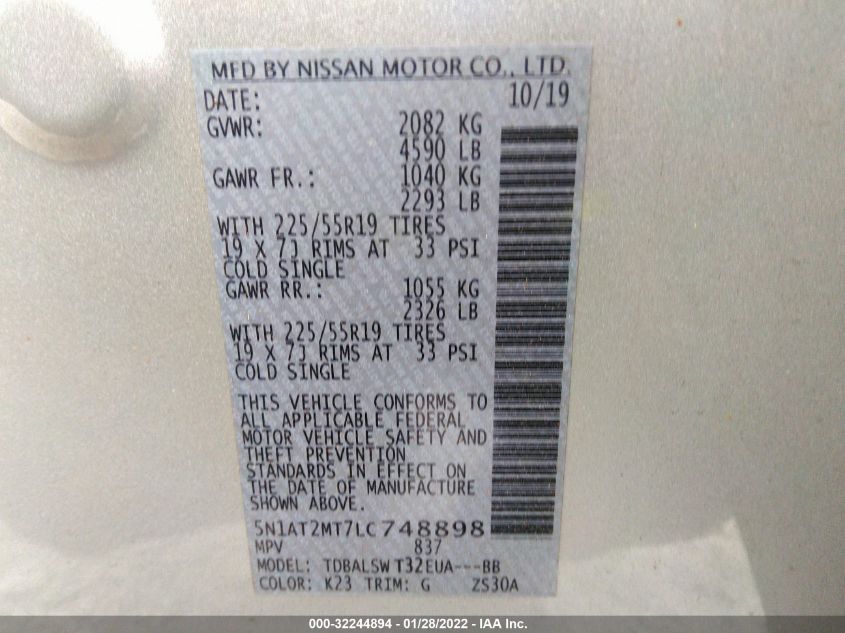 MFD BY NISSAN MOTOR CO., LTD.
DATE: 10/19
GVWR: 2082 KG
4590 LB
GAWR FR.: 1040 KG
2293 LB
WITH 225/55R19 TIRES
19 X 7J RIMS AT 33 PSI
COLD SINGLE
GAWR RR.: 1055 KG
2326 LB
WITH 225/55R19 TIRES
19 X 7J RIMS AT 33 PSI
COLD SINGLE
THIS VEHICLE CONFORMS TO
ALL APPLICABLE FEDERAL
MOTOR VEHICLE SAFETY AND
THEFT PREVENTION
STANDARDS IN EFFECT ON
THE DATE OF MANUFACTURE
SHOWN ABOVE.
5N1AT2MT7LC748898
MPV 837
MODEL: TDBALSW T32EUA---BB
COLOR: K23 TRIM: G ZS30A
000-32244894 - 01/28/2022 - IAA Inc.